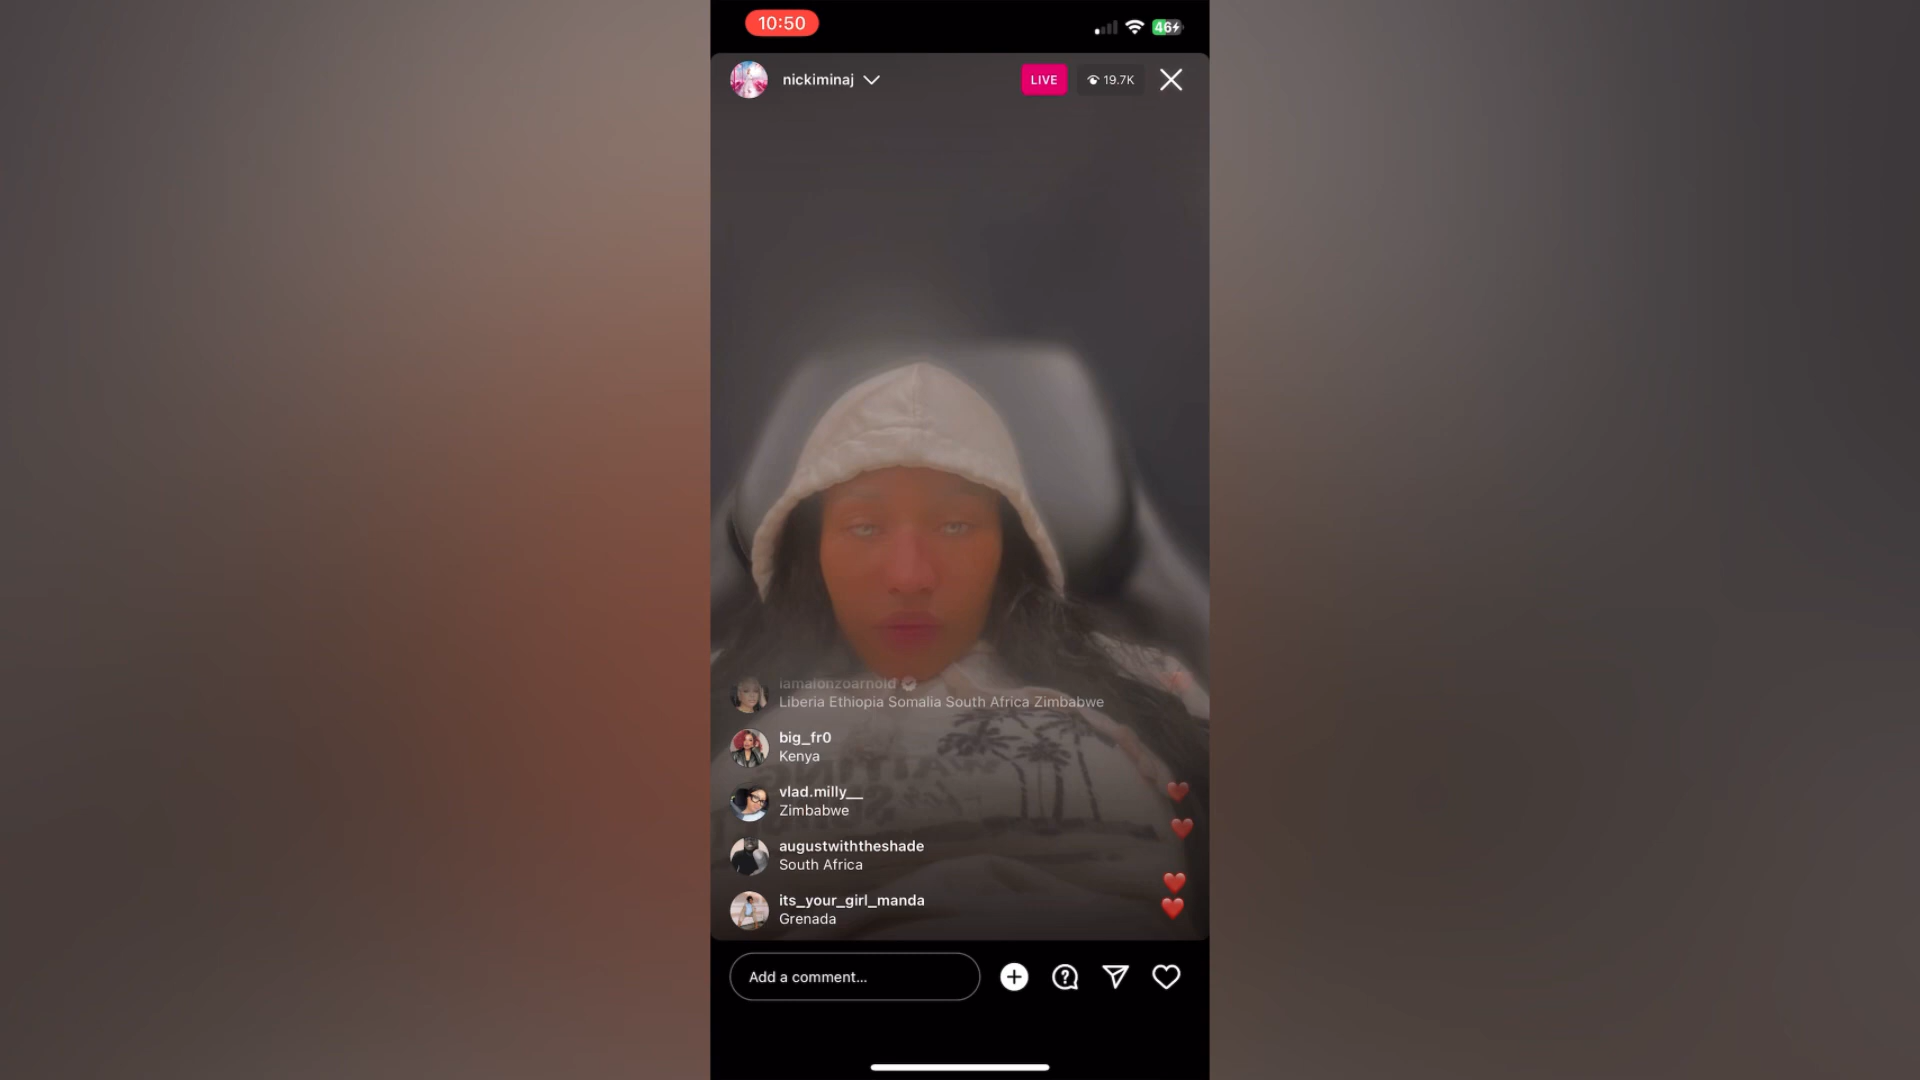 10:50
46
nickiminaj
LIVE
19.7K
iamalonzoarnold
Liberia Ethiopia Somalia South Africa Zimbabwe
big_fr0
Kenya
vlad.milly__
Zimbabwe
augustwiththeshade
South Africa
its_your_girl_manda
Grenada
Add a comment...